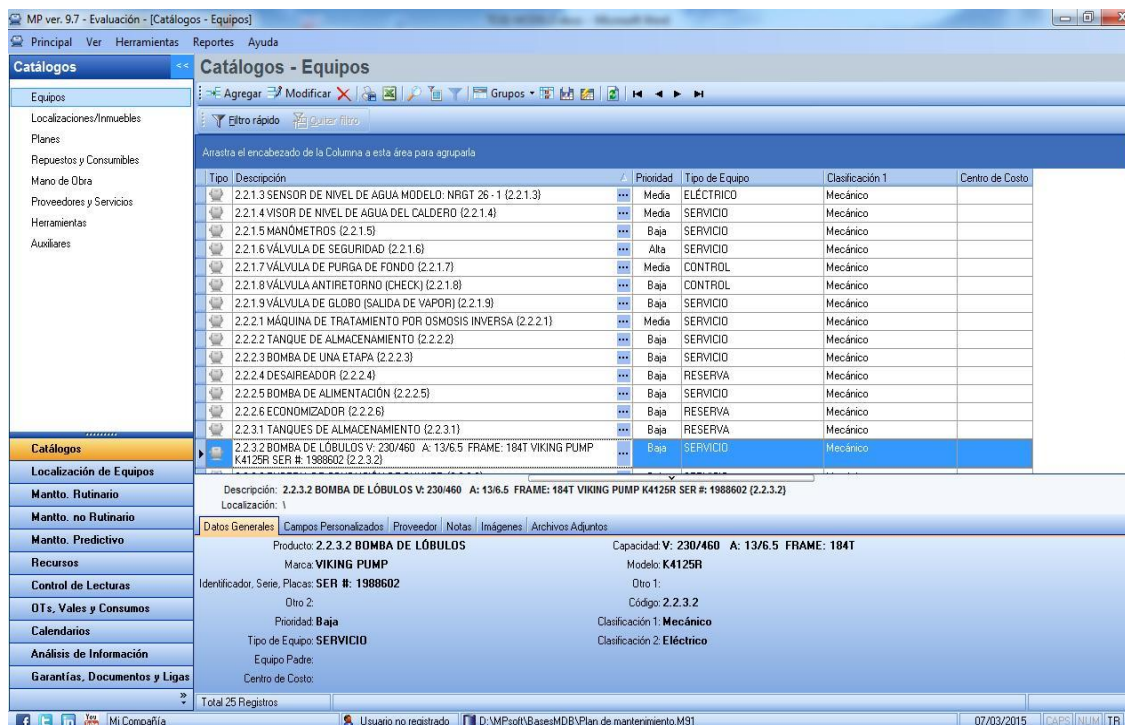 MP ver. 9.7 - Evaluación - [Catálogos - Equipos]
Principal Ver Herramientas Reportes Ayuda
Catálogos <<
Equipos
Localizaciones/Inmuebles
Planes
Repuestos y Consumibles
Mano de Obra
Proveedores y Servicios
Herramientas
Auxiliares
Catálogos
Localización de Equipos
Mantto. Rutinario
Mantto. no Rutinario
Mantto. Predictivo
Recursos
Control de Lecturas
OTs, Vales y Consumos
Calendarios
Análisis de Información
Garantías, Documentos y Ligas
Catálogos - Equipos
Agregar Modificar Grupos
Filtro rápido Quitar filtro
Arrastra el encabezado de la Columna a esta área para agruparla
Tipo Descripción Prioridad Tipo de Equipo Clasificación 1 Centro de Costo
2.2.1.3 SENSOR DE NIVEL DE AGUA MODELO: NRGT 26 - 1 {2.2.1.3} ... Media ELÉCTRICO Mecánico
2.2.1.4 VISOR DE NIVEL DE AGUA DEL CALDERO {2.2.1.4} ... Media SERVICIO Mecánico
2.2.1.5 MANÓMETROS {2.2.1.5} ... Baja SERVICIO Mecánico
2.2.1.6 VÁLVULA DE SEGURIDAD {2.2.1.6} ... Alta SERVICIO Mecánico
2.2.1.7 VÁLVULA DE PURGA DE FONDO {2.2.1.7} ... Media CONTROL Mecánico
2.2.1.8 VÁLVULA ANTIRETORNO (CHECK) {2.2.1.8} ... Baja CONTROL Mecánico
2.2.1.9 VÁLVULA DE GLOBO (SALIDA DE VAPOR) {2.2.1.9} ... Baja SERVICIO Mecánico
2.2.2.1 MÁQUINA DE TRATAMIENTO POR OSMOSIS INVERSA {2.2.2.1} ... Media SERVICIO Mecánico
2.2.2.2 TANQUE DE ALMACENAMIENTO {2.2.2.2} ... Baja SERVICIO Mecánico
2.2.2.3 BOMBA DE UNA ETAPA {2.2.2.3} ... Baja SERVICIO Mecánico
2.2.2.4 DESAIREADOR {2.2.2.4} ... Baja RESERVA Mecánico
2.2.2.5 BOMBA DE ALIMENTACIÓN {2.2.2.5} ... Baja SERVICIO Mecánico
2.2.2.6 ECONOMIZADOR {2.2.2.6} ... Baja RESERVA Mecánico
2.2.3.1 TANQUES DE ALMACENAMIENTO {2.2.3.1} ... Baja RESERVA Mecánico
2.2.3.2 BOMBA DE LÓBULOS V: 230/460 A: 13/6.5 FRAME: 184T VIKING PUMP ... Baja SERVICIO Mecánico
K4125R SER #: 1988602 {2.2.3.2}
Descripción: 2.2.3.2 BOMBA DE LÓBULOS V: 230/460 A: 13/6.5 FRAME: 184T VIKING PUMP K4125R SER #: 1988602 {2.2.3.2}
Localización: \
Datos Generales Campos Personalizados Proveedor Notas Imágenes Archivos Adjuntos
Producto: 2.2.3.2 BOMBA DE LÓBULOS Capacidad: V: 230/460 A: 13/6.5 FRAME: 184T
Marca: VIKING PUMP Modelo: K4125R
Identificador, Serie, Placas: SER #: 1988602 Otro 1:
Otro 2: Código: 2.2.3.2
Prioridad: Baja Clasificación 1: Mecánico
Tipo de Equipo: SERVICIO Clasificación 2: Eléctrico
Equipo Padre:
Centro de Costo:
Total 25 Registros
Mi Compañía Usuario no registrado D:\MPsoft\BasesMDB\Plan de mantenimiento.M91 07/03/2015 CAPS NUM TR